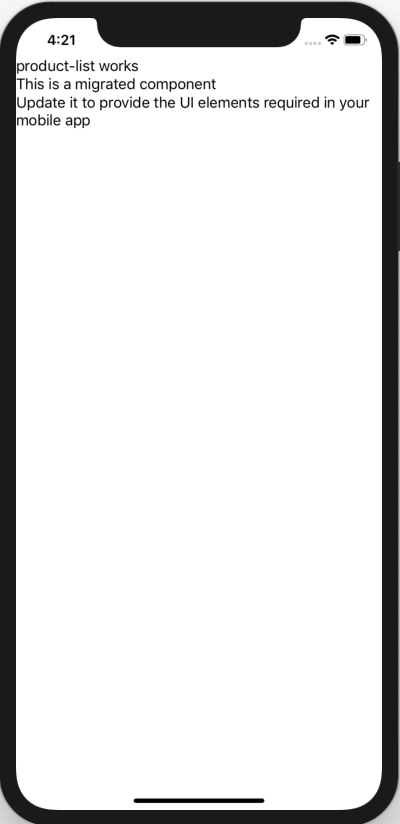 4:21
product-list works
This is a migrated component
Update it to provide the UI elements required in your
mobile app